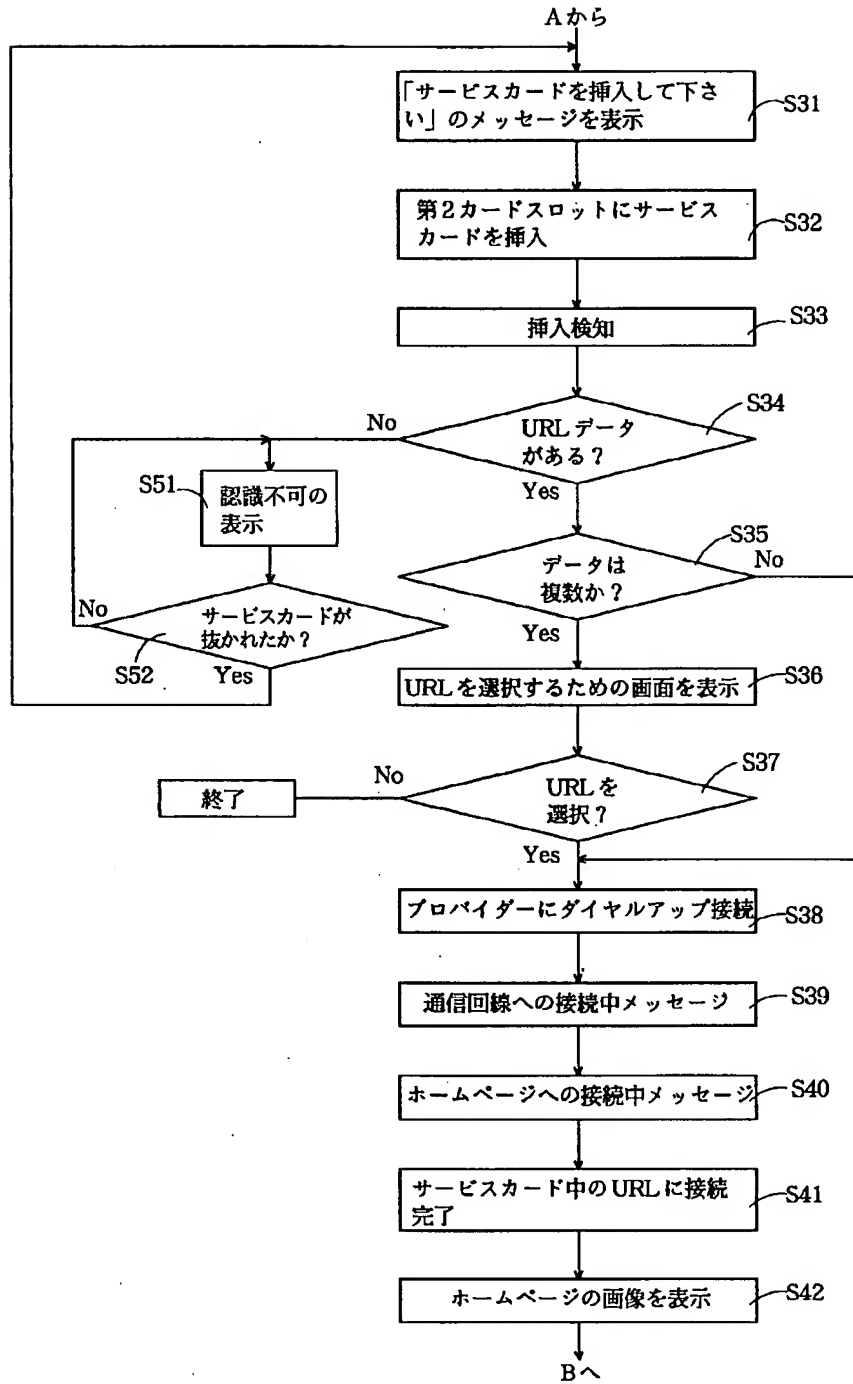 Aから
「サービスカードを挿入して下さ
い」のメッセージを表示
S31
第2カードスロットにサービス
カードを挿入
S32
挿入検知
S33
URLデータ
がある？
S34
No
Yes
S51
認識不可の
表示
サービスカードが
抜かれたか？
No
S52
Yes
データは
複数か？
S35
No
Yes
URLを選択するための画面を表示
S36
URLを
選択？
S37
No
終了
Yes
プロバイダーにダイヤルアップ接続
S38
通信回線への接続中メッセージ
S39
ホームページへの接続中メッセージ
S40
サービスカード中のURLに接続
完了
S41
ホームページの画像を表示
S42
Bへ